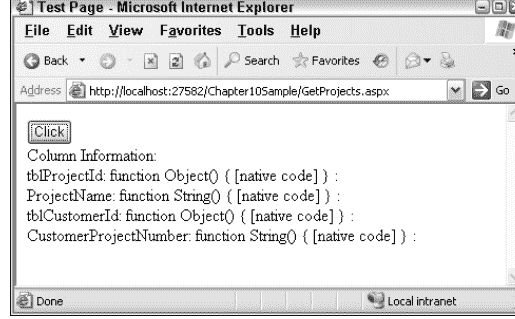 Test Page - Microsoft Internet Explorer
File Edit View Favorites Tools Help
Back Search Favorites
Address http://localhost:27582/Chapter10Sample/GetProjects.aspx Go
Click
Column Information:
tblProjectId: function Object() { [native code] } :
ProjectName: function String() { [native code] } :
tblCustomerId: function Object() { [native code] } :
CustomerProjectNumber: function String() { [native code] } :
Done Local intranet